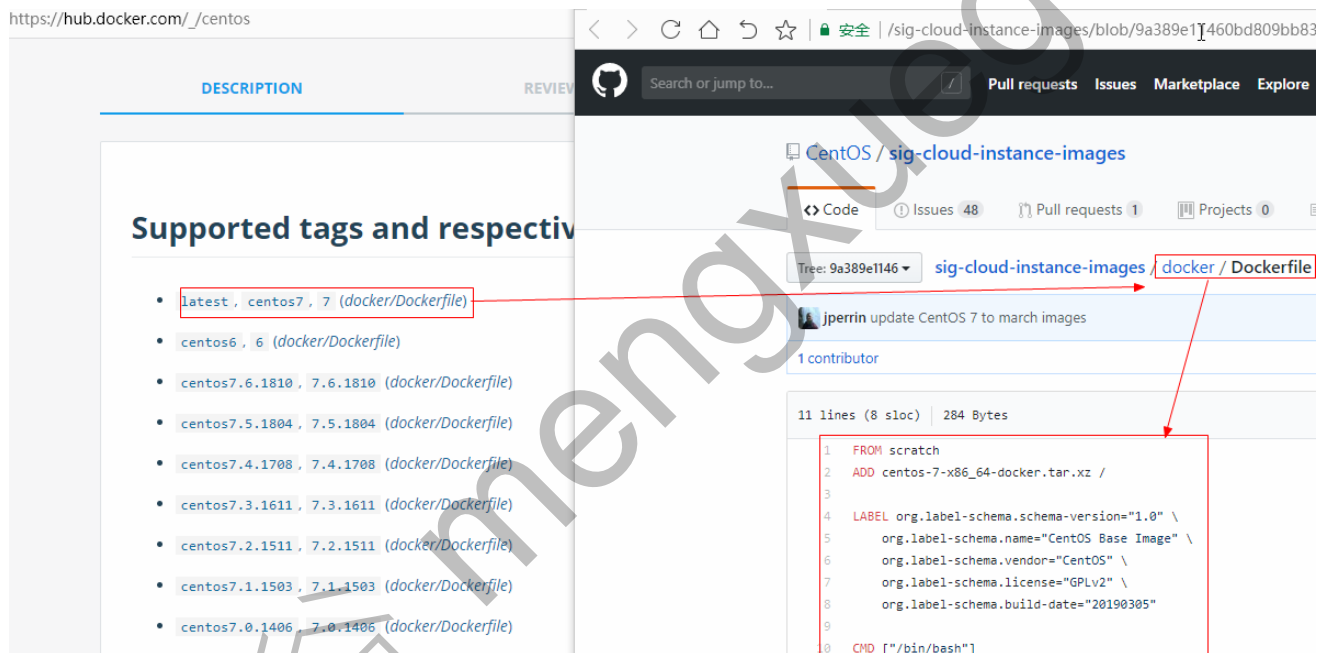 https://hub.docker.com/_/centos
DESCRIPTION
REVIEW
Supported tags and respectiv
latest, centos7, 7 (docker/Dockerfile)
centos6, 6 (docker/Dockerfile)
centos7.6.1810, 7.6.1810 (docker/Dockerfile)
centos7.5.1804, 7.5.1804 (docker/Dockerfile)
centos7.4.1708, 7.4.1708 (docker/Dockerfile)
centos7.3.1611, 7.3.1611 (docker/Dockerfile)
centos7.2.1511, 7.2.1511 (docker/Dockerfile)
centos7.1.1503, 7.1.1503 (docker/Dockerfile)
centos7.0.1406, 7.0.1406 (docker/Dockerfile)
安全 | /sig-cloud-instance-images/blob/9a389e11460bd809bb83
Search or jump to... /
Pull requests Issues Marketplace Explore
CentOS / sig-cloud-instance-images
<> Code Issues 48 Pull requests 1 Projects 0
Tree: 9a389e1146 sig-cloud-instance-images / docker / Dockerfile
jperrin update CentOS 7 to march images
1 contributor
11 lines (8 sloc) 284 Bytes
1 FROM scratch
2 ADD centos-7-x86_64-docker.tar.xz /
3
4 LABEL org.label-schema.schema-version="1.0" \
5 org.label-schema.name="CentOS Base Image" \
6 org.label-schema.vendor="CentOS" \
7 org.label-schema.license="GPLv2" \
8 org.label-schema.build-date="20190305"
9
10 CMD ["/bin/bash"]
mengxueg